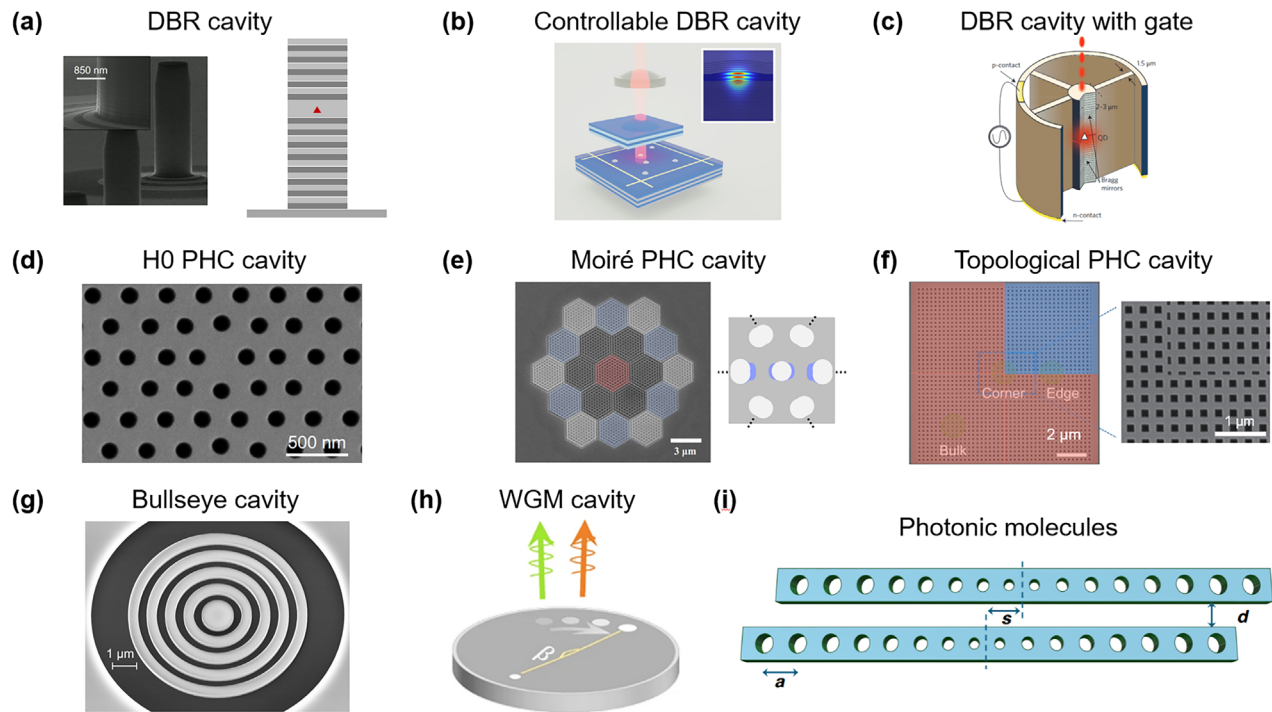 (a) DBR cavity
850 nm
(b) Controllable DBR cavity
(c) DBR cavity with gate
p-contact
1.5 μm
2-3 μm
QD
Bragg
mirrors
n-contact
(d) H0 PHC cavity
500 nm
(e) Moiré PHC cavity
3 μm
(f) Topological PHC cavity
Corner Edge
Bulk
2 μm
1 μm
(g) Bullseye cavity
1 μm
(h) WGM cavity
β
(i) Photonic molecules
s
d
a